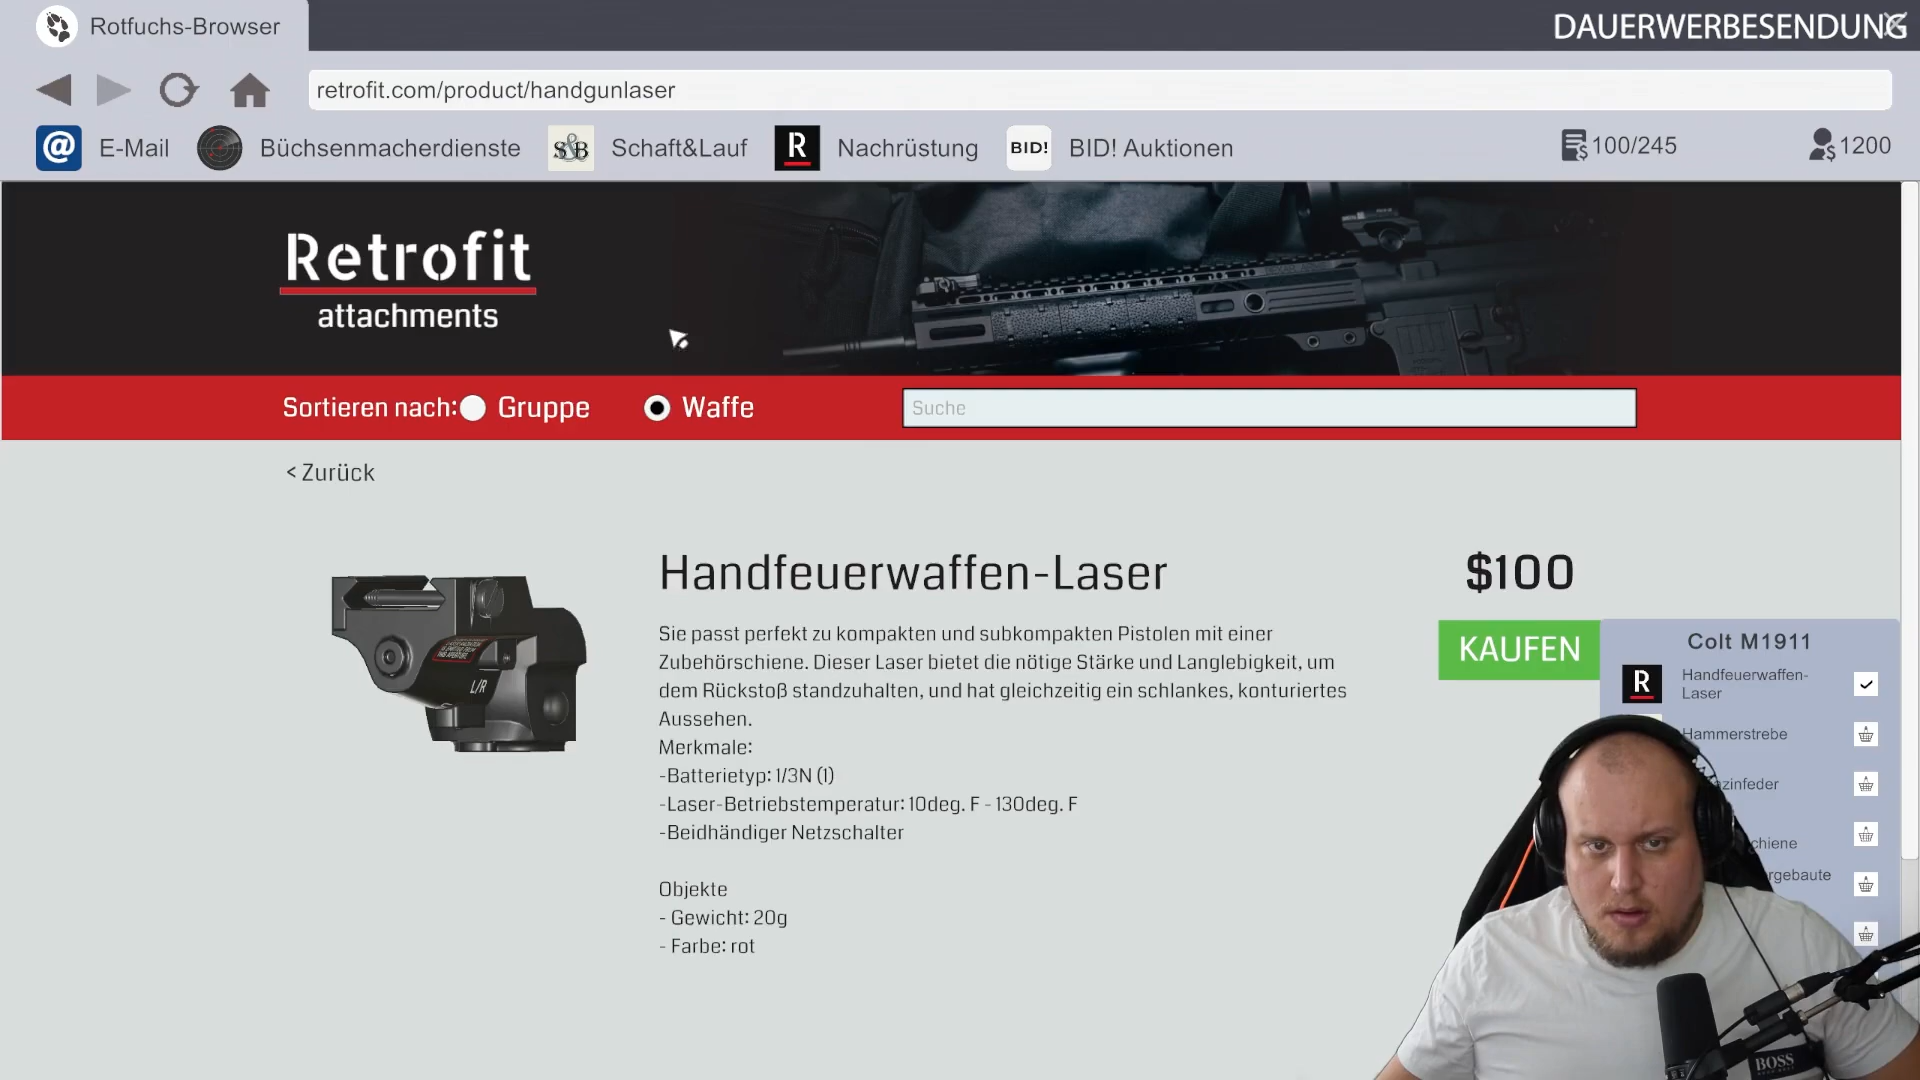 Rotfuchs-Browser
DAUERWERBESENDUNG
retrofit.com/product/handgunlaser
@ E-Mail
Büchsenmacherdienste
S&B Schaft&Lauf
R Nachrüstung
BID! BID! Auktionen
100/245
1200
Retrofit
attachments
Sortieren nach: Gruppe Waffe
Suche
< Zurück
Handfeuerwaffen-Laser
$100
Sie passt perfekt zu kompakten und subkompakten Pistolen mit einer
Zubehörschiene. Dieser Laser bietet die nötige Stärke und Langlebigkeit, um
dem Rückstoß standzuhalten, und hat gleichzeitig ein schlankes, konturiertes
Aussehen.
Merkmale:
-Batterietyp: 1/3N (1)
-Laser-Betriebstemperatur: 10deg. F - 130deg. F
-Beidhändiger Netzschalter
Objekte
- Gewicht: 20g
- Farbe: rot
L/R
KAUFEN
Colt M1911
R
Handfeuerwaffen-
Laser
Hammerstrebe
zinfeder
chiene
rgebaute
BOSS